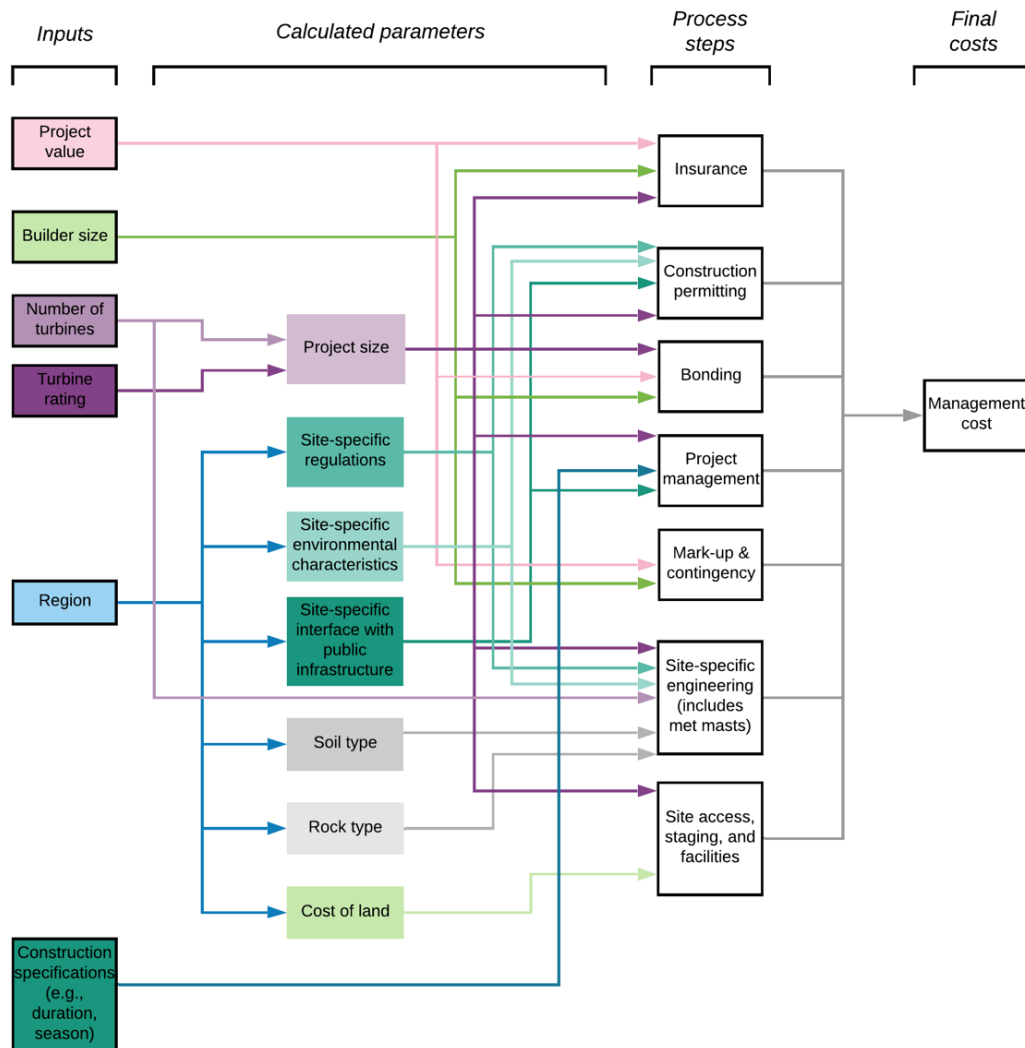 Inputs
Calculated parameters
Process
steps
Final
costs
Project
value
Builder size
Number of
turbines
Turbine
rating
Region
Construction
specifications
(e.g.,
duration,
season)
Project size
Site-specific
regulations
Site-specific
environmental
characteristics
Site-specific
interface with
public
infrastructure
Soil type
Rock type
Cost of land
Insurance
Construction
permitting
Bonding
Project
management
Mark-up &
contingency
Site-specific
engineering
(includes
met masts)
Site access,
staging, and
facilities
Management
cost